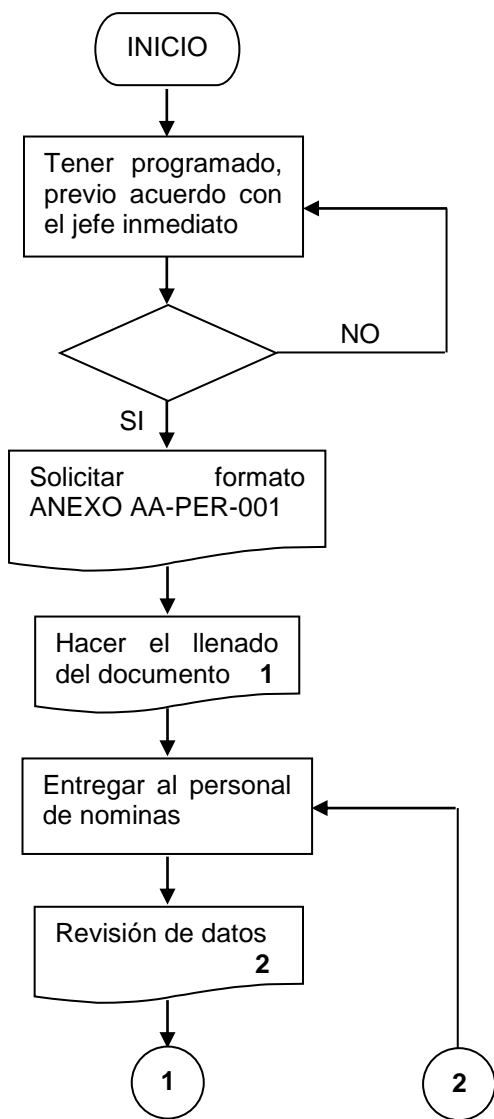 INICIO
Tener programado,
previo acuerdo con
el jefe inmediato
NO
SI
Solicitar formato
ANEXO AA-PER-001
Hacer el llenado
del documento 1
Entregar al personal
de nominas
Revisión de datos
2
1
2